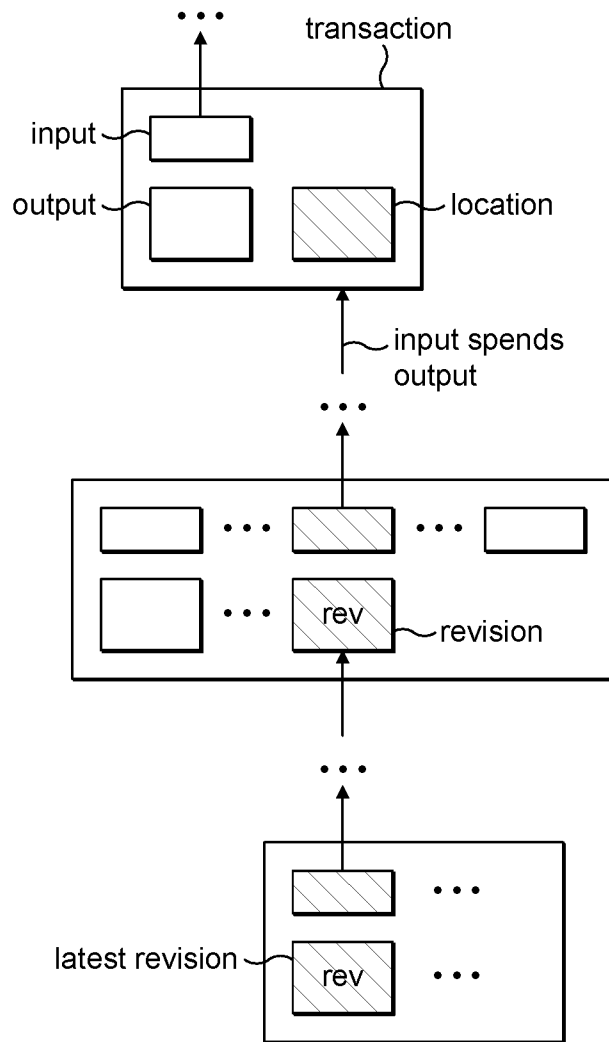 transaction
input
output
location
input spends
output
rev
revision
latest revision
rev